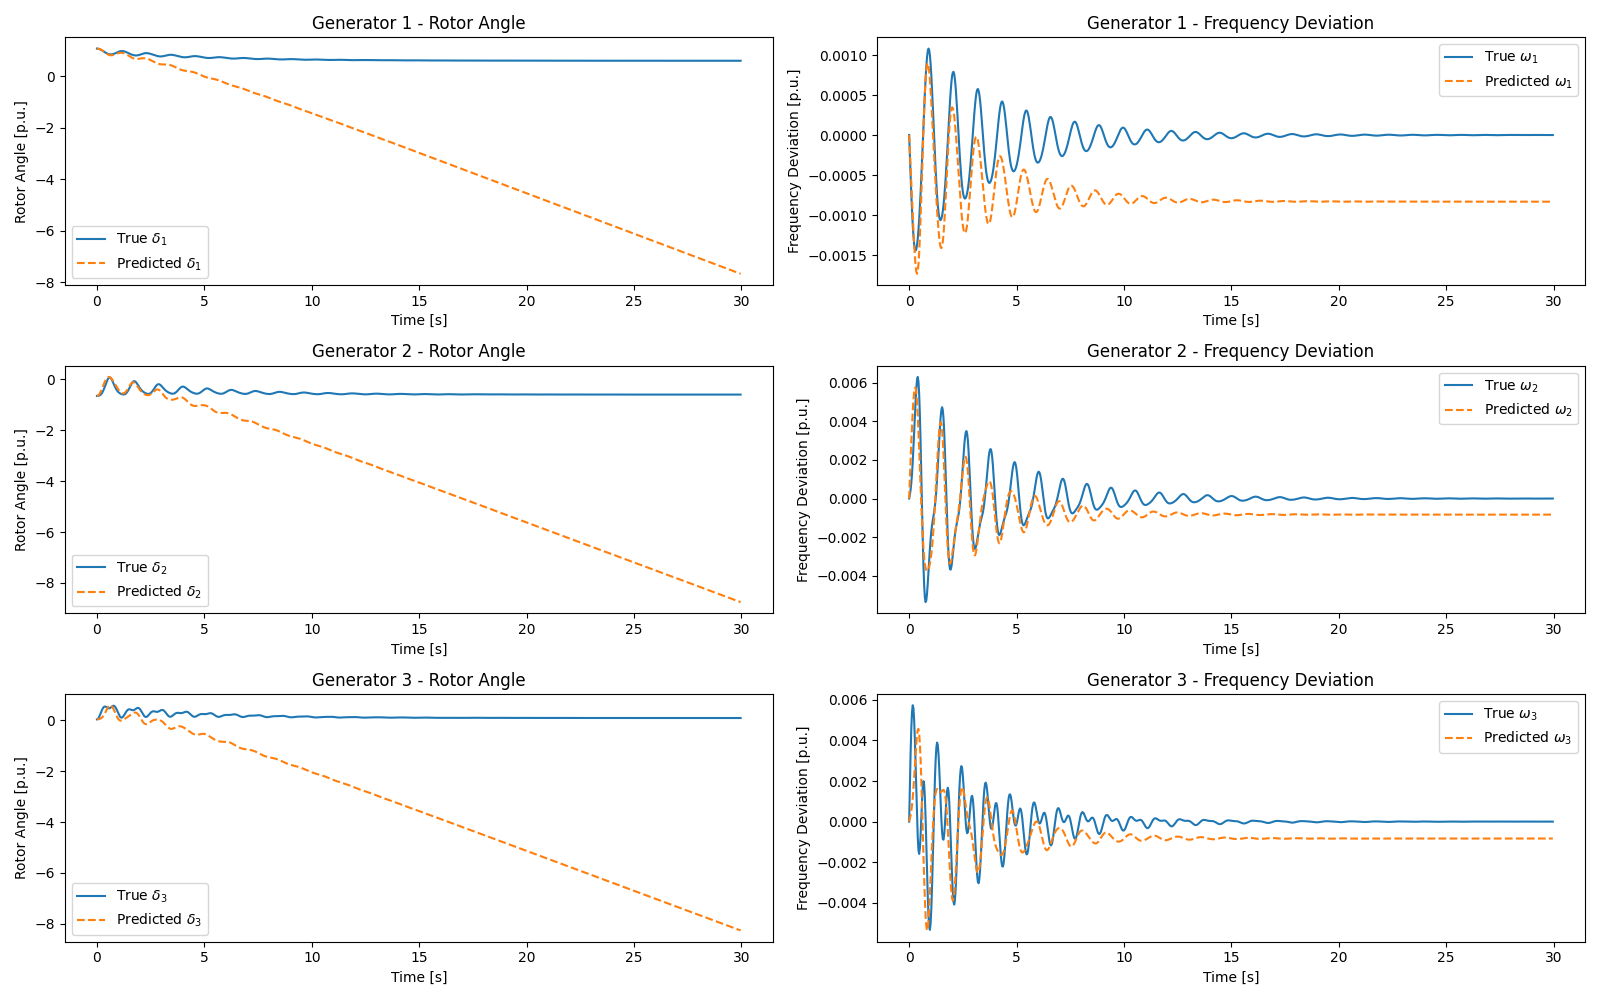 Generator 1 - Rotor Angle
Rotor Angle [p.u.]
0
−2
−4
−6
−8
True δ₁
Predicted δ₁
0 5 10 15 20 25 30
Time [s]
Generator 1 - Frequency Deviation
Frequency Deviation [p.u.]
0.0010
0.0005
0.0000
−0.0005
−0.0010
−0.0015
True ω₁
Predicted ω₁
0 5 10 15 20 25 30
Time [s]
Generator 2 - Rotor Angle
Rotor Angle [p.u.]
0
−2
−4
−6
−8
True δ₂
Predicted δ₂
0 5 10 15 20 25 30
Time [s]
Generator 2 - Frequency Deviation
Frequency Deviation [p.u.]
0.006
0.004
0.002
0.000
−0.002
−0.004
True ω₂
Predicted ω₂
0 5 10 15 20 25 30
Time [s]
Generator 3 - Rotor Angle
Rotor Angle [p.u.]
0
−2
−4
−6
−8
True δ₃
Predicted δ₃
0 5 10 15 20 25 30
Time [s]
Generator 3 - Frequency Deviation
Frequency Deviation [p.u.]
0.006
0.004
0.002
0.000
−0.002
−0.004
True ω₃
Predicted ω₃
0 5 10 15 20 25 30
Time [s]